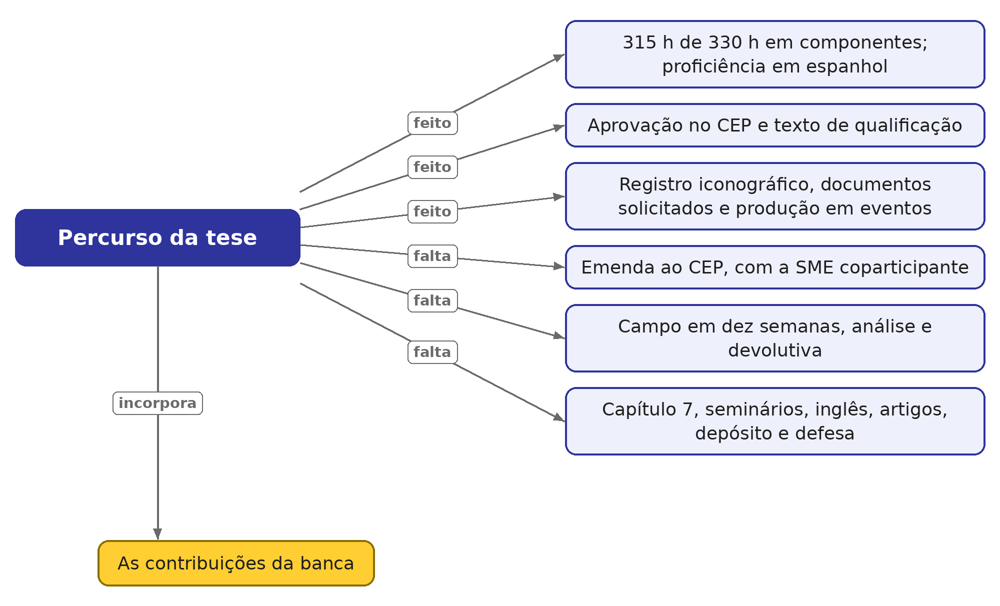 315 h de 330 h em componentes;
proficiência em espanhol
feito
Aprovação no CEP e texto de qualificação
feito
Registro iconográfico, documentos
solicitados e produção em eventos
feito
Percurso da tese
falta
Emenda ao CEP, com a SME coparticipante
falta
Campo em dez semanas, análise e
devolutiva
falta
Capítulo 7, seminários, inglês, artigos,
depósito e defesa
incorpora
As contribuições da banca